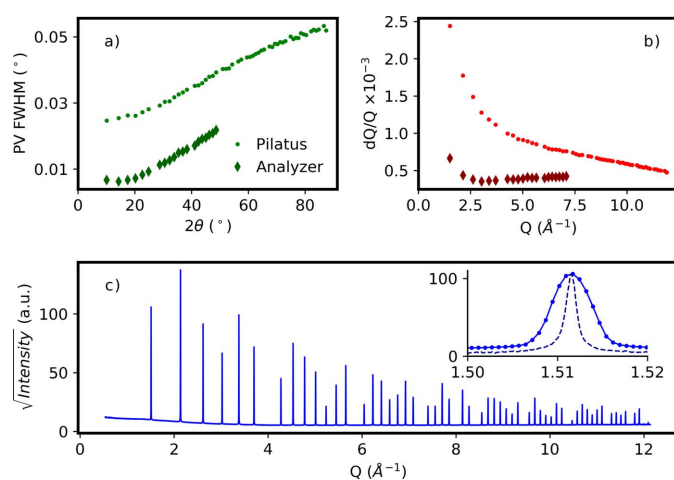 a)
0.05
0.03
0.01
PV FWHM (°)
Pilatus
Analyzer
0 20 40 60 80
2θ (°)
b)
2.5
2.0
1.5
1.0
0.5
dQ/Q ×10⁻³
0.0 2.5 5.0 7.5 10.0
Q (Å⁻¹)
c)
100
50
0
√Intensity (a.u.)
100
0
1.50 1.51 1.52
0 2 4 6 8 10 12
Q (Å⁻¹)